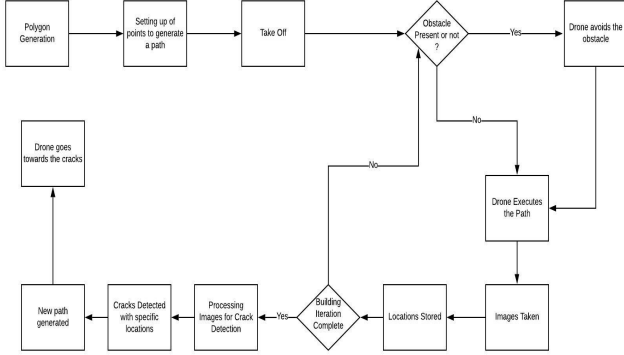 Polygon
Generation
Setting up of
points to generate
a path
Take Off
Obstacle
Present or not
?
Yes
Drone avoids the
obstacle
No
Drone goes
towards the cracks
No
Drone Executes
the Path
New path
generated
Cracks Detected
with specific
locations
Processing
Images for Crack
Detection
Yes
Building
Iteration
Complete
Locations Stored
Images Taken